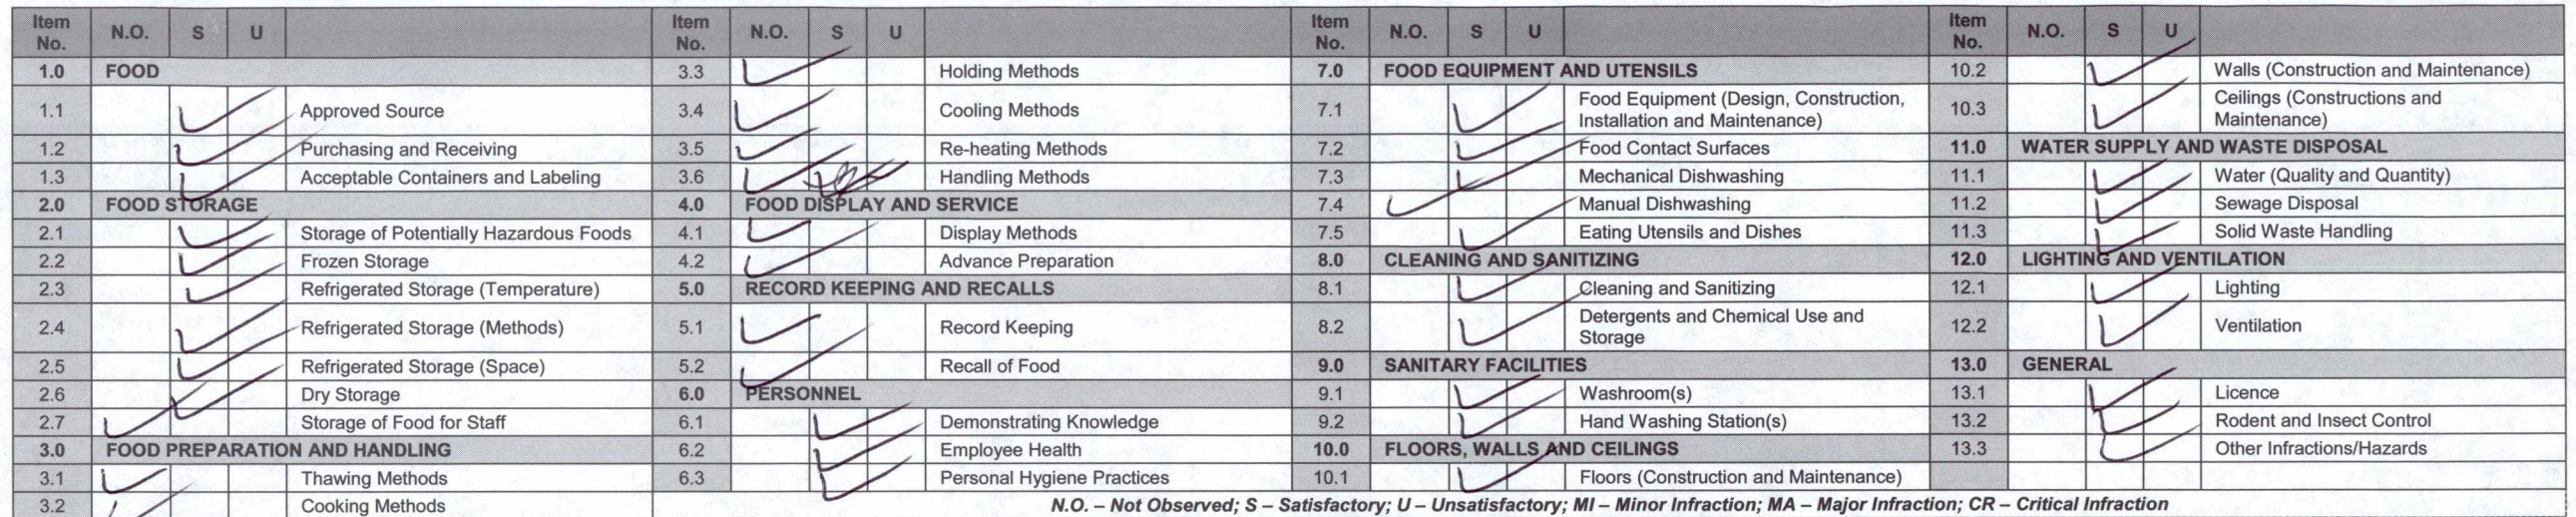 Item No. N.O. S U
1.0 FOOD
1.1 Approved Source
1.2 Purchasing and Receiving
1.3 Acceptable Containers and Labeling
2.0 FOOD STORAGE
2.1 Storage of Potentially Hazardous Foods
2.2 Frozen Storage
2.3 Refrigerated Storage (Temperature)
2.4 Refrigerated Storage (Methods)
2.5 Refrigerated Storage (Space)
2.6 Dry Storage
2.7 Storage of Food for Staff
3.0 FOOD PREPARATION AND HANDLING
3.1 Thawing Methods
3.2 Cooking Methods
Item No. N.O. S U
3.3 Holding Methods
3.4 Cooling Methods
3.5 Re-heating Methods
3.6 Handling Methods
4.0 FOOD DISPLAY AND SERVICE
4.1 Display Methods
4.2 Advance Preparation
5.0 RECORD KEEPING AND RECALLS
5.1 Record Keeping
5.2 Recall of Food
6.0 PERSONNEL
6.1 Demonstrating Knowledge
6.2 Employee Health
6.3 Personal Hygiene Practices
Item No. N.O. S U
7.0 FOOD EQUIPMENT AND UTENSILS
7.1 Food Equipment (Design, Construction,
Installation and Maintenance)
7.2 Food Contact Surfaces
7.3 Mechanical Dishwashing
7.4 Manual Dishwashing
7.5 Eating Utensils and Dishes
8.0 CLEANING AND SANITIZING
8.1 Cleaning and Sanitizing
8.2 Detergents and Chemical Use and
Storage
9.0 SANITARY FACILITIES
9.1 Washroom(s)
9.2 Hand Washing Station(s)
10.0 FLOORS, WALLS AND CEILINGS
10.1 Floors (Construction and Maintenance)
Item No. N.O. S U
10.2 Walls (Construction and Maintenance)
10.3 Ceilings (Constructions and
Maintenance)
11.0 WATER SUPPLY AND WASTE DISPOSAL
11.1 Water (Quality and Quantity)
11.2 Sewage Disposal
11.3 Solid Waste Handling
12.0 LIGHTING AND VENTILATION
12.1 Lighting
12.2 Ventilation
13.0 GENERAL
13.1 Licence
13.2 Rodent and Insect Control
13.3 Other Infractions/Hazards
N.O. – Not Observed; S – Satisfactory; U – Unsatisfactory; MI – Minor Infraction; MA – Major Infraction; CR – Critical Infraction